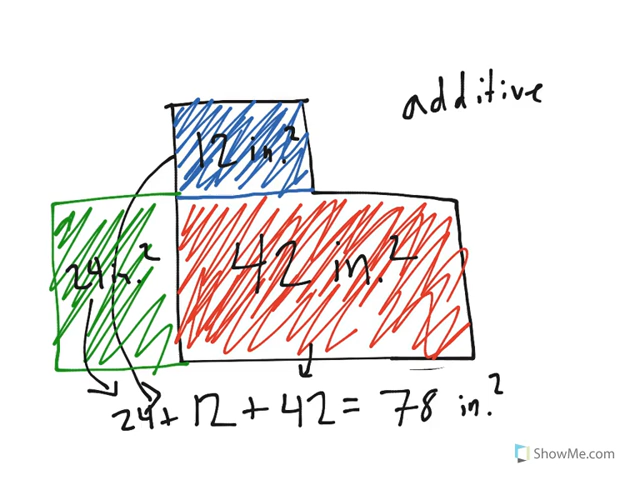 additive
12 in.²
24 in.²
42 in.²
24 + 12 + 42 = 78 in.²
ShowMe.com